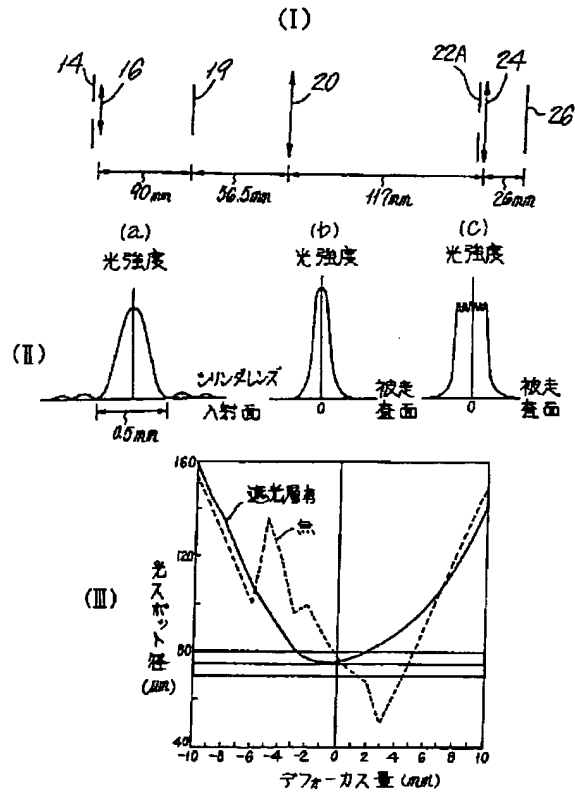 (I)
14 16 19 20 22A 24 26
90mm 56.5mm 117mm 26mm
(a) (b) (c)
光強度 光強度 光強度
(II)
シリンダレンズ
入射面
0.5mm
0
被走
査面
0
被走
査面
(III)
光スポット径
(μm)
160
120
80
40
遮光層有
無
-10 -8 -6 -4 -2 0 2 4 6 8 10
デフォーカス量(mm)